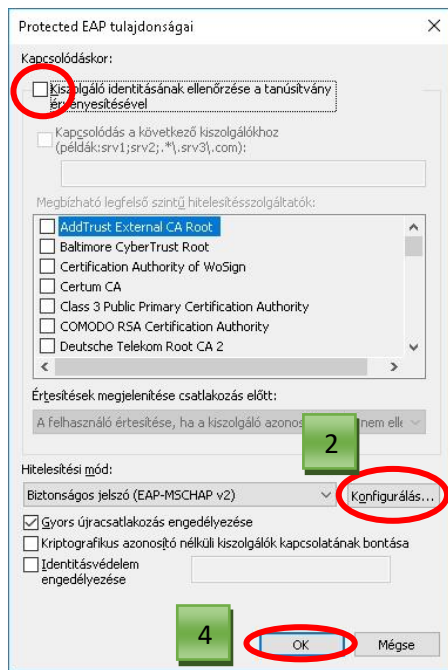 Protected EAP tulajdonságai
Kapcsolódáskor:
Kiszolgáló identitásának ellenőrzése a tanúsítvány
érvényesítésével
Kapcsolódás a következő kiszolgálókhoz
(példák:srv1;srv2;.*\.srv3\.com):
Megbízható legfelső szintű hitelesítésszolgáltatók:
AddTrust External CA Root
Baltimore CyberTrust Root
Certification Authority of WoSign
Certum CA
Class 3 Public Primary Certification Authority
COMODO RSA Certification Authority
Deutsche Telekom Root CA 2
Értesítések megjelenítése csatlakozás előtt:
A felhasználó értesítése, ha a kiszolgáló nem elle
2
Hitelesítési mód:
Biztonságos jelszó (EAP-MSCHAP v2) Konfigurálás...
Gyors újracsatlakozás engedélyezése
Kriptografikus azonosító nélküli kiszolgálók kapcsolatának bontása
Identitásvédelem
engedélyezése
4 OK Mégse